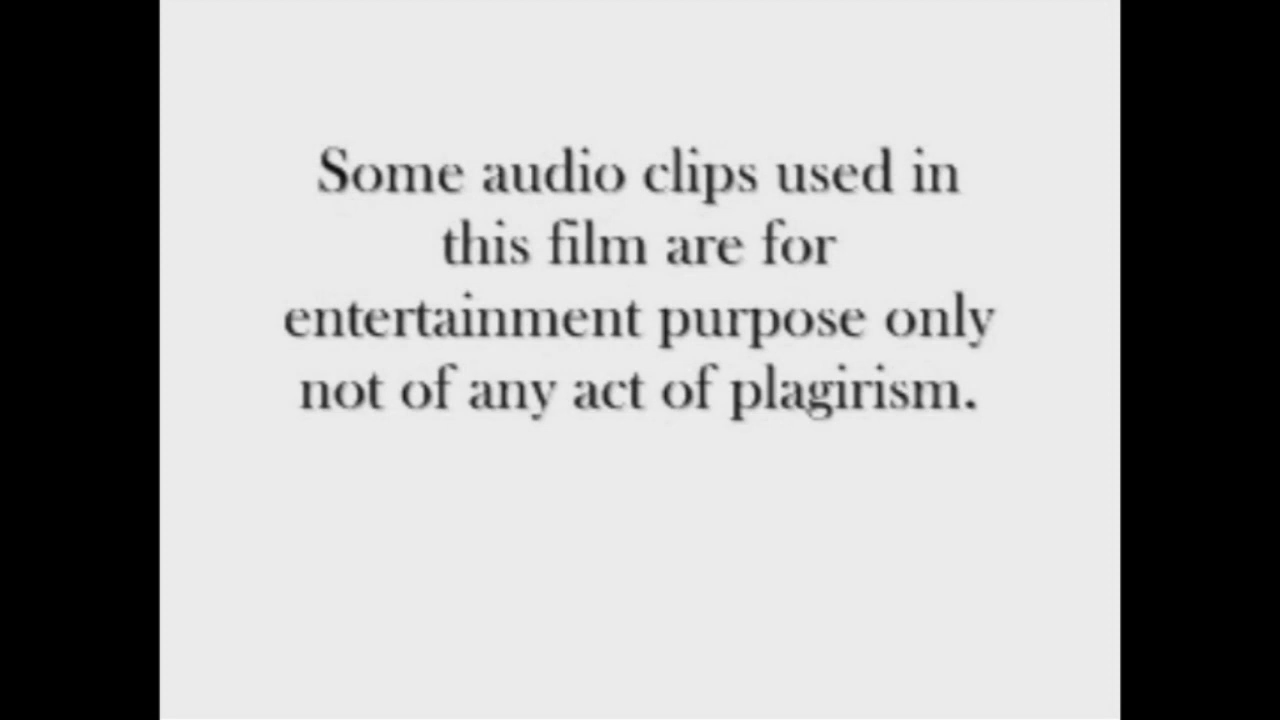 Some audio clips used in
this film are for
entertainment purpose only
not of any act of plagirism.